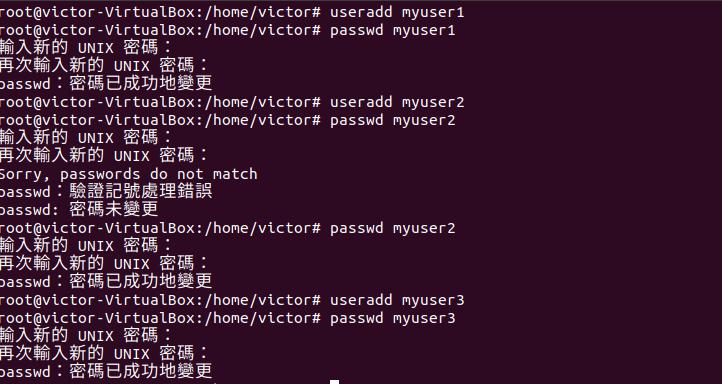 root@victor-VirtualBox:/home/victor# useradd myuser1
root@victor-VirtualBox:/home/victor# passwd myuser1
輸入新的 UNIX 密碼：
再次輸入新的 UNIX 密碼：
passwd：密碼已成功地變更
root@victor-VirtualBox:/home/victor# useradd myuser2
root@victor-VirtualBox:/home/victor# passwd myuser2
輸入新的 UNIX 密碼：
再次輸入新的 UNIX 密碼：
Sorry, passwords do not match
passwd：驗證記號處理錯誤
passwd: 密碼未變更
root@victor-VirtualBox:/home/victor# passwd myuser2
輸入新的 UNIX 密碼：
再次輸入新的 UNIX 密碼：
passwd：密碼已成功地變更
root@victor-VirtualBox:/home/victor# useradd myuser3
root@victor-VirtualBox:/home/victor# passwd myuser3
輸入新的 UNIX 密碼：
再次輸入新的 UNIX 密碼：
passwd：密碼已成功地變更